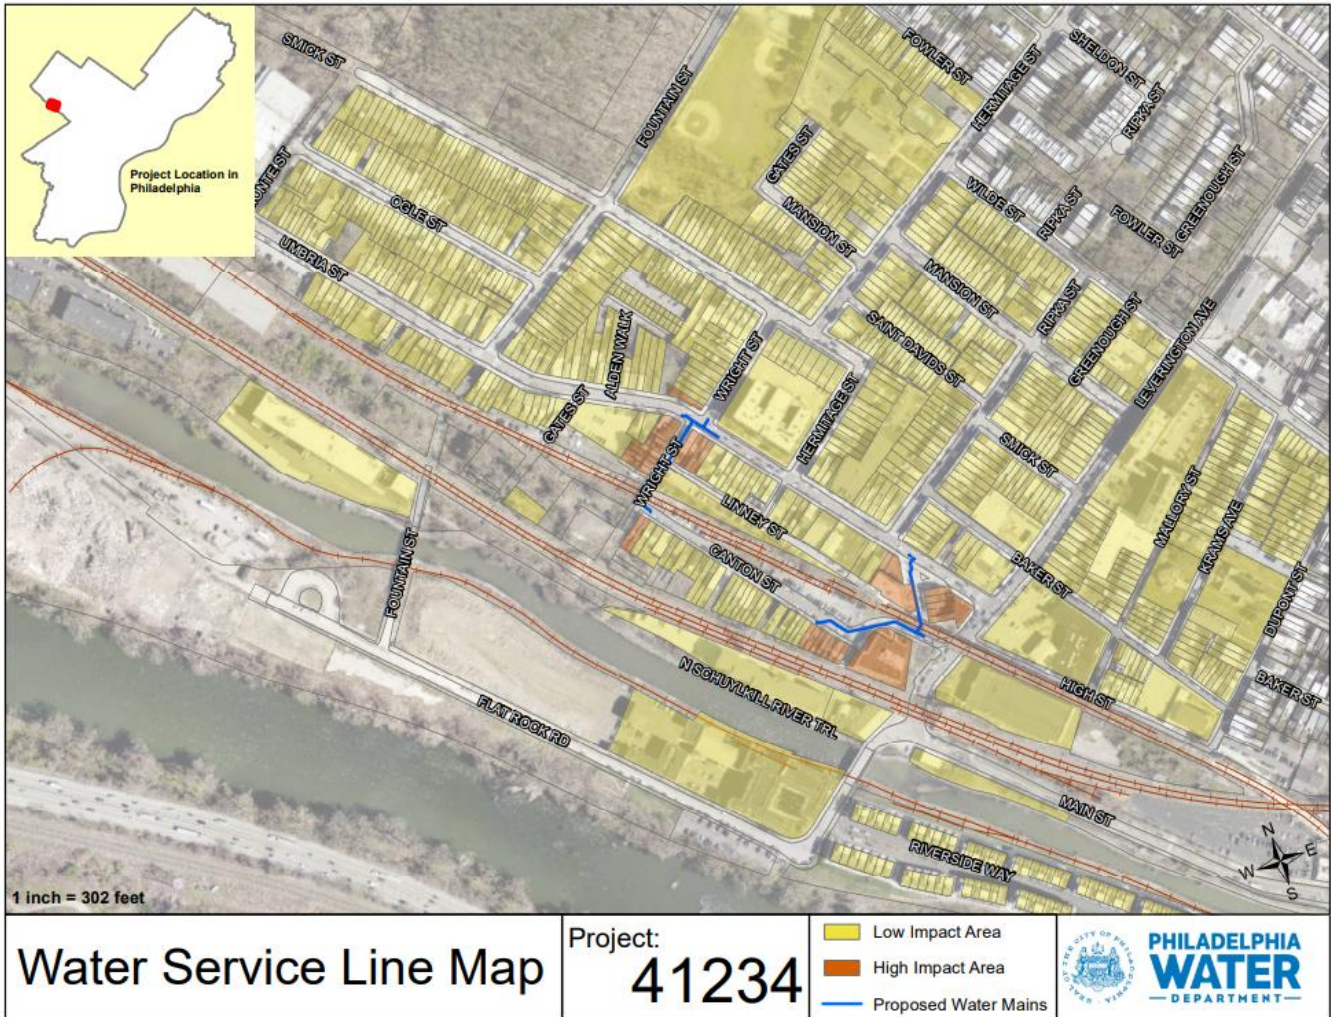 SMICK ST
FOUNTAIN ST
FOWLER ST
HERMITAGE ST
SHELDON ST
RIPKA ST
GATES ST
GREENOUGH ST
Project Location in
Philadelphia
OGLE ST
MANSION ST
WILDE ST
RIPKA ST
FOWLER ST
UMBRIA ST
MANSION ST
RIPKA ST
GREENOUGH ST
LEVERINGTON AVE
ALDEN WALK
WRIGHT ST
SAINT DAVIDS ST
GATES ST
HERMITAGE ST
SMICK ST
WRIGHT ST
LINNEY ST
MALLORY ST
KRAMS AVE
CANTON ST
BAKER ST
FOUNTAIN ST
DUPONT ST
N SCHUYLKILL RIVER TRL
HIGH ST
BAKER ST
FLAT ROCK RD
MAIN ST
RIVERSIDE WAY
N
E
W
S
1 inch = 302 feet
Water Service Line Map
Project:
41234
Low Impact Area
High Impact Area
Proposed Water Mains
PHILADELPHIA
WATER
DEPARTMENT